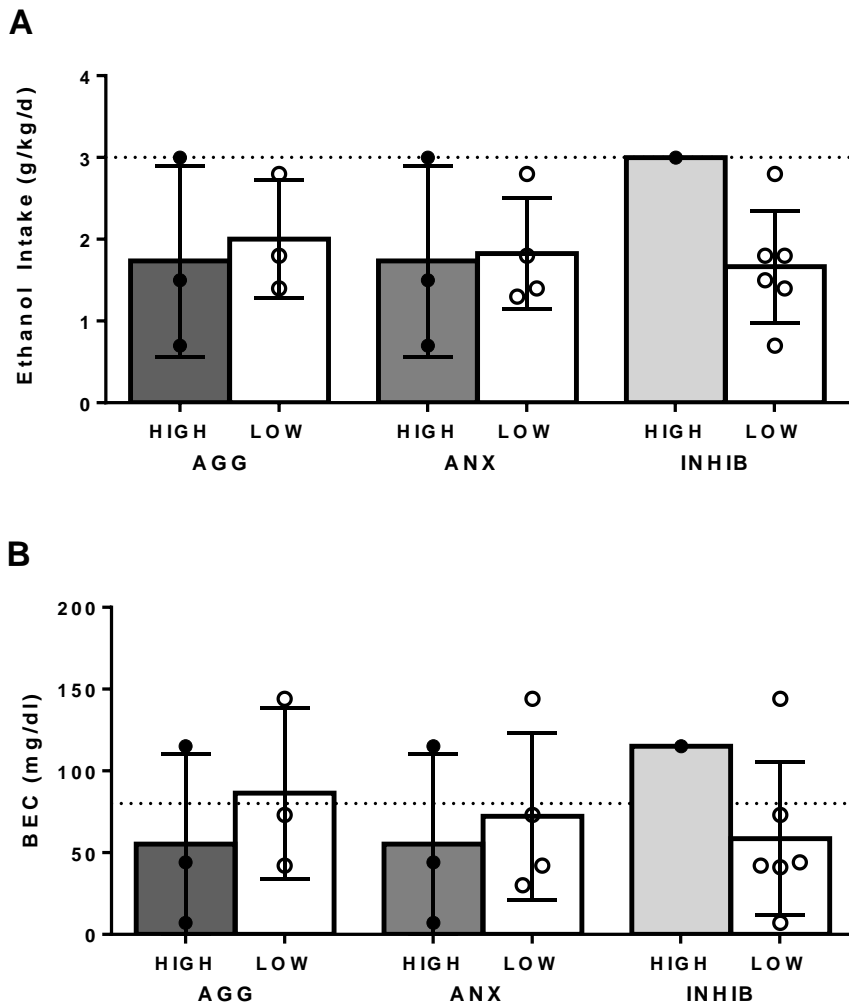 A
Ethanol Intake (g/kg/d)
4
3
2
1
0
HIGH LOW HIGH LOW HIGH LOW
AGG ANX INHIB
B
BEC (mg/dl)
200
150
100
50
0
HIGH LOW HIGH LOW HIGH LOW
AGG ANX INHIB